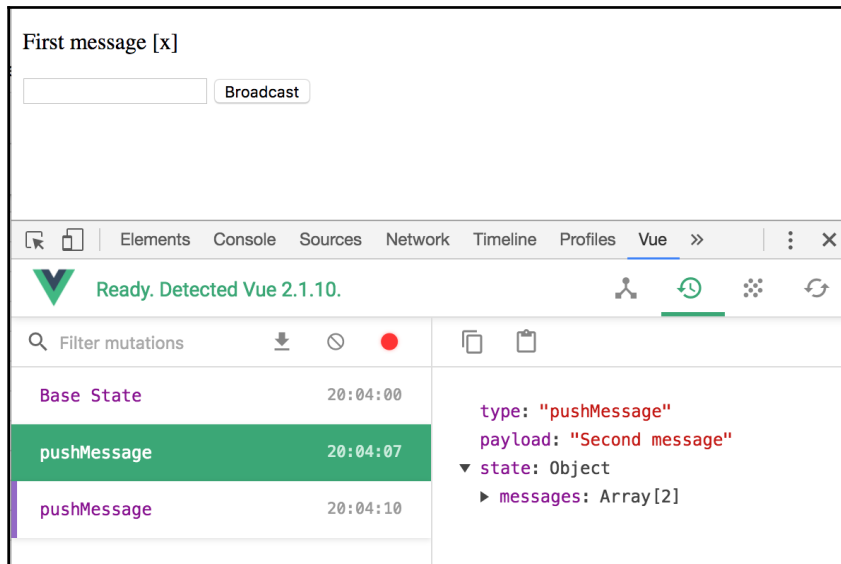 First message [x]
Broadcast
Elements Console Sources Network Timeline Profiles Vue »
Ready. Detected Vue 2.1.10.
Filter mutations
Base State 20:04:00
pushMessage 20:04:07
pushMessage 20:04:10
type: "pushMessage"
payload: "Second message"
▼ state: Object
▶ messages: Array[2]